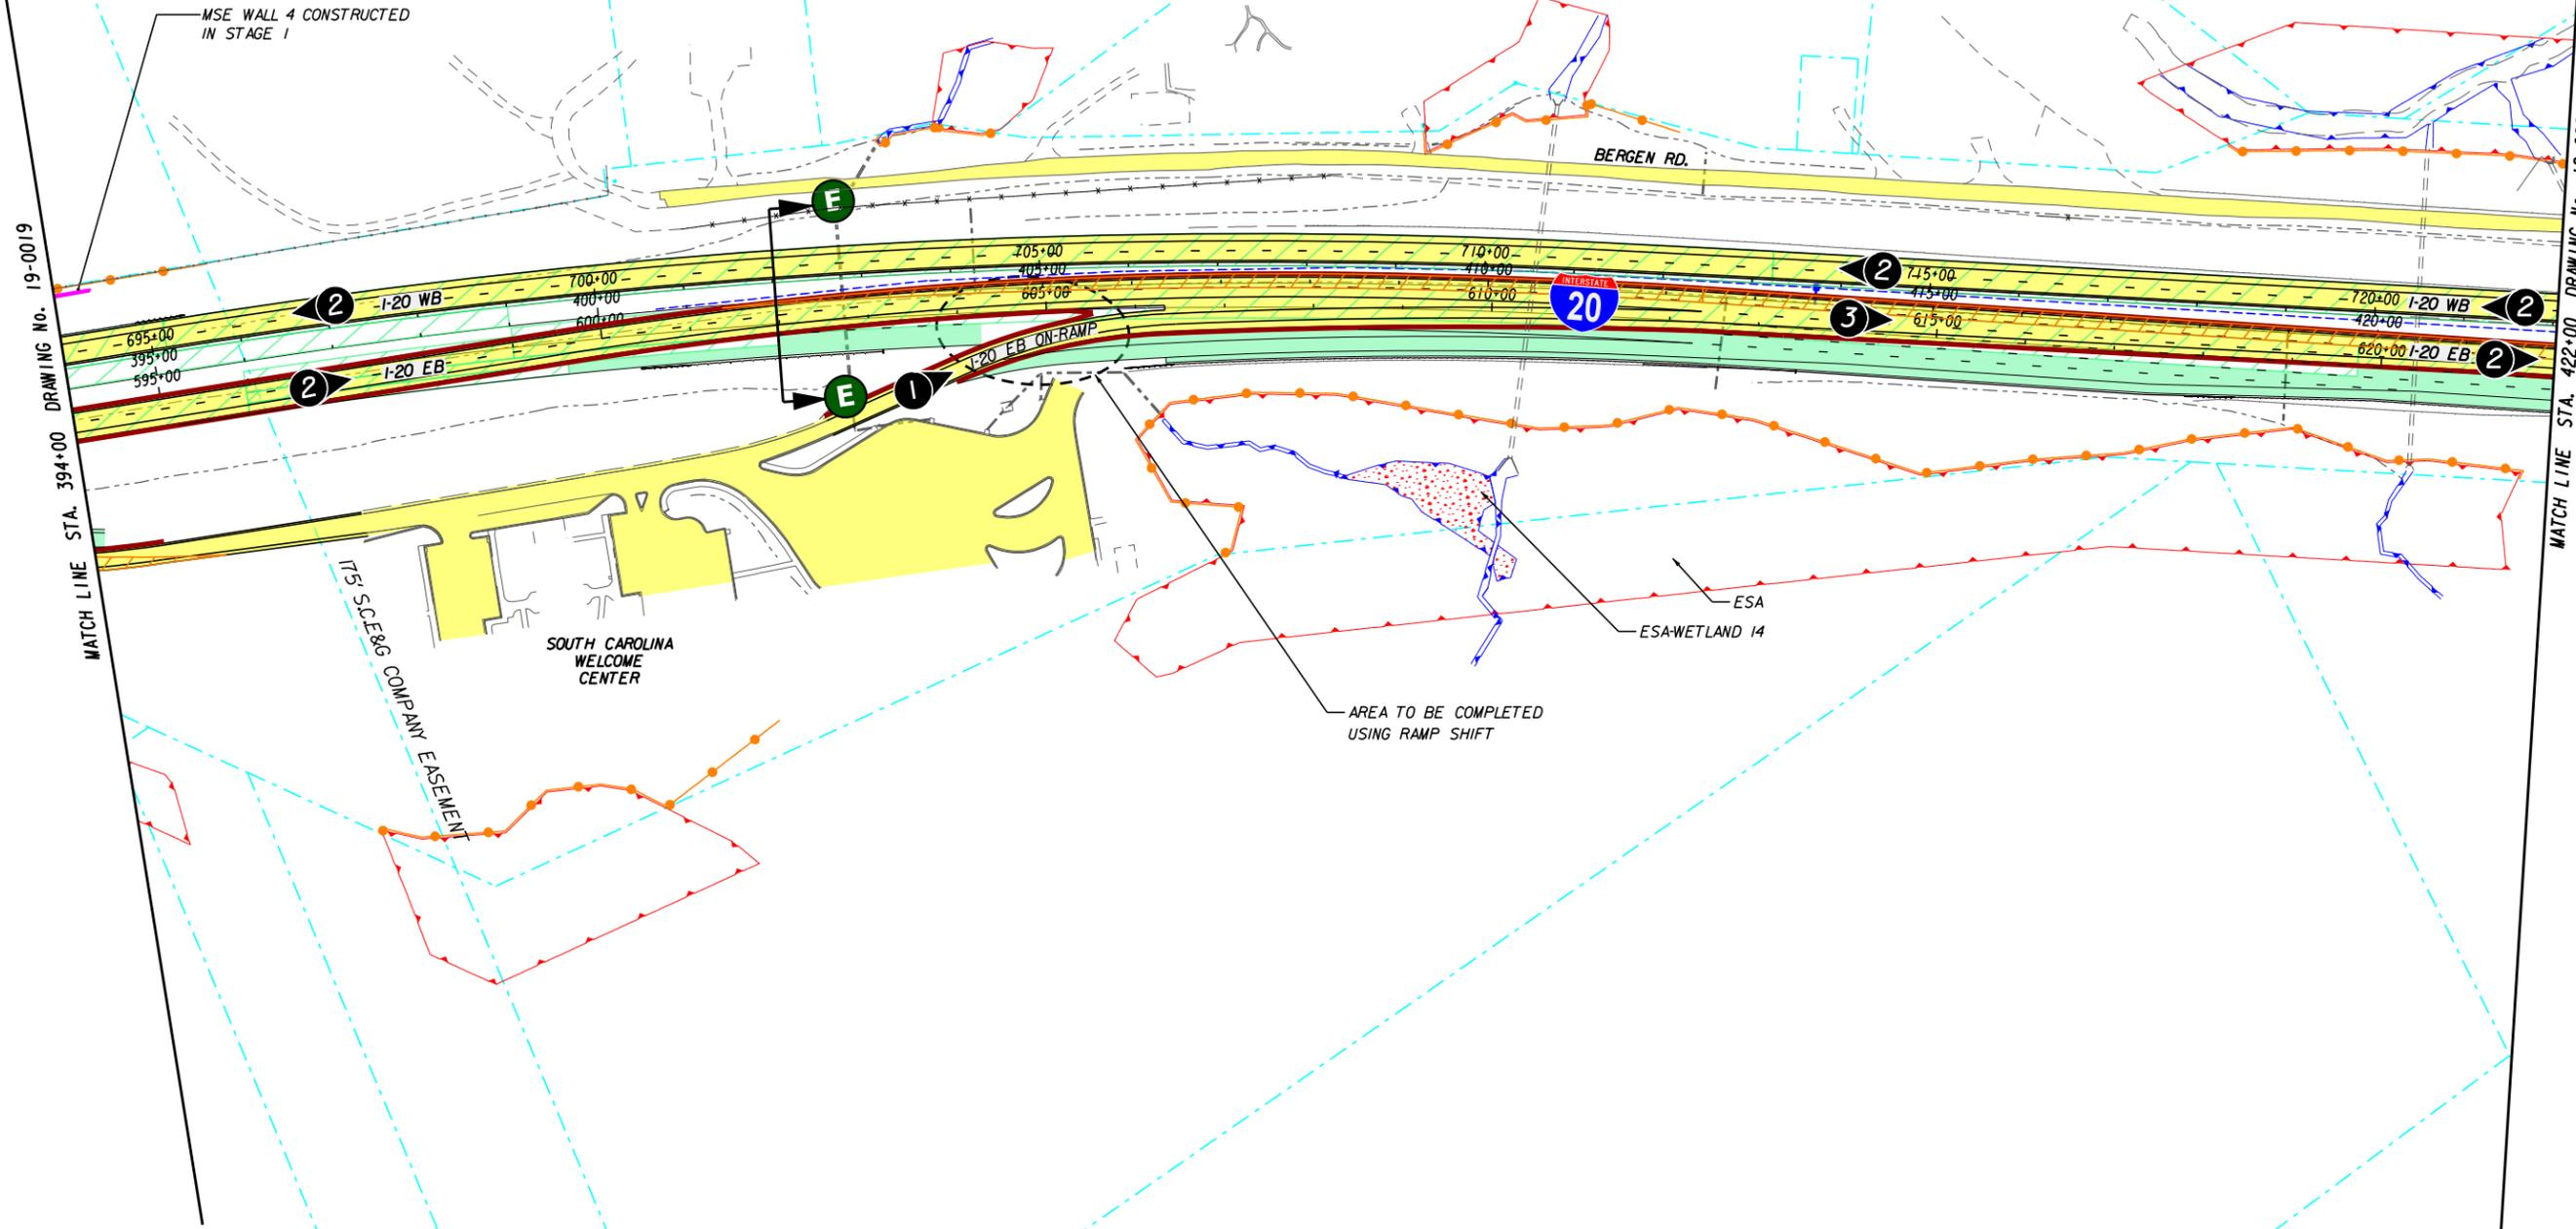 MSE WALL 4 CONSTRUCTED
IN STAGE 1
BERGEN RD.
E
705+00
710+00
INTERSTATE
20
2
715+00
700+00
405+00
410+00
415+00
2
I-20 WB
400+00
605+00
610+00
3
615+00
720+00
I-20 WB
2
695+00
600+00
420+00
395+00
I-20 EB ON-RAMP
620+00
I-20 EB
2
595+00
2
I-20 EB
E
1
MATCH LINE STA. 394+00 DRAWING No. 19-0019
MATCH LINE STA. 422+00 DRAWING
175' S.C.E&G COMPANY EASEMENT
SOUTH CAROLINA
WELCOME
CENTER
ESA
ESA-WETLAND 14
AREA TO BE COMPLETED
USING RAMP SHIFT